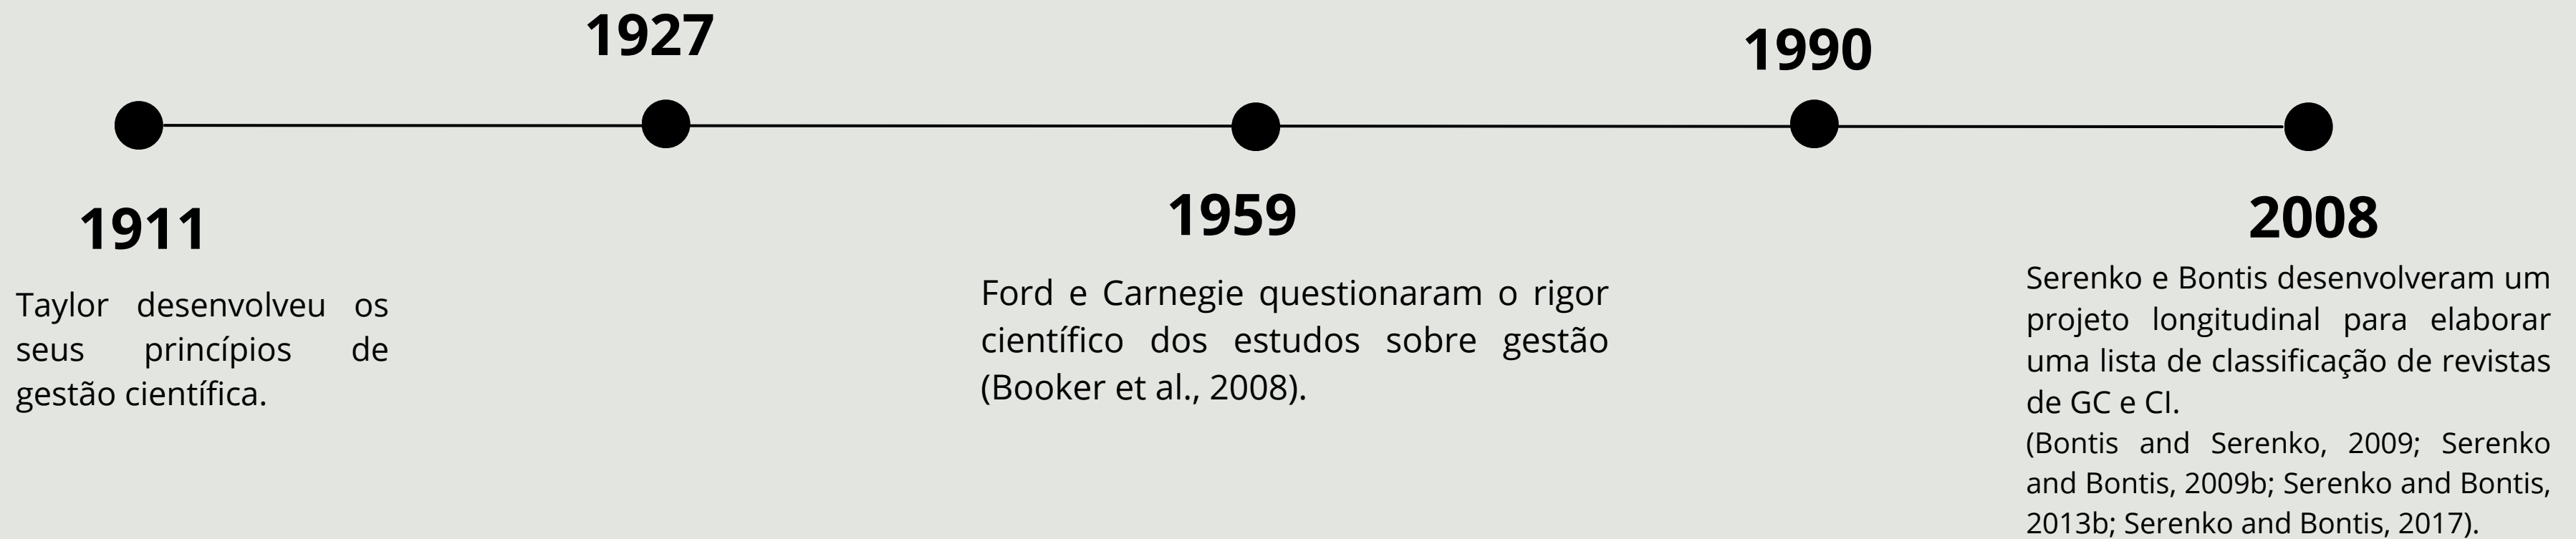 1927
1990
1911
Taylor desenvolveu os
seus princípios de
gestão científica.
1959
Ford e Carnegie questionaram o rigor
científico dos estudos sobre gestão
(Booker et al., 2008).
2008
Serenko e Bontis desenvolveram um
projeto longitudinal para elaborar
uma lista de classificação de revistas
de GC e CI.
(Bontis and Serenko, 2009; Serenko
and Bontis, 2009b; Serenko and Bontis,
2013b; Serenko and Bontis, 2017).